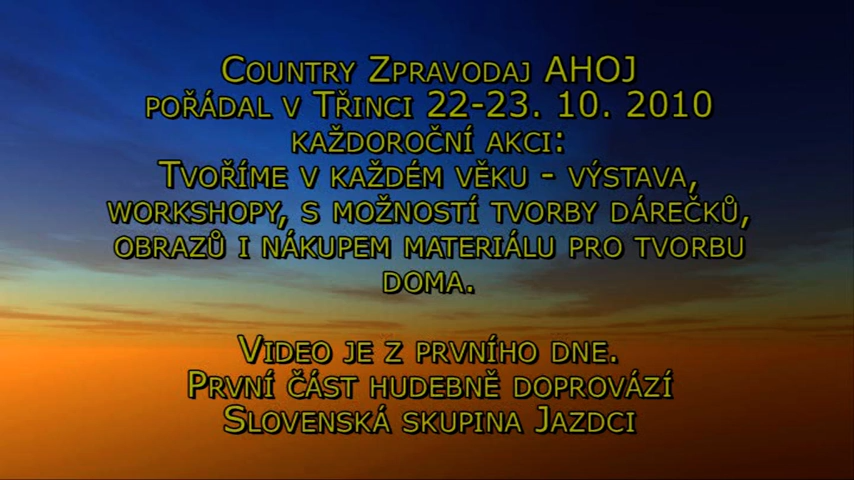 Country Zpravodaj AHOJ
pořádal v Třinci 22-23. 10. 2010
každoroční akci:
Tvoříme v každém věku - výstava,
workshopy, s možností tvorby dárečků,
obrazů i nákupem materiálu pro tvorbu
doma.
Video je z prvního dne.
První část hudebně doprovází
Slovenská skupina Jazdci